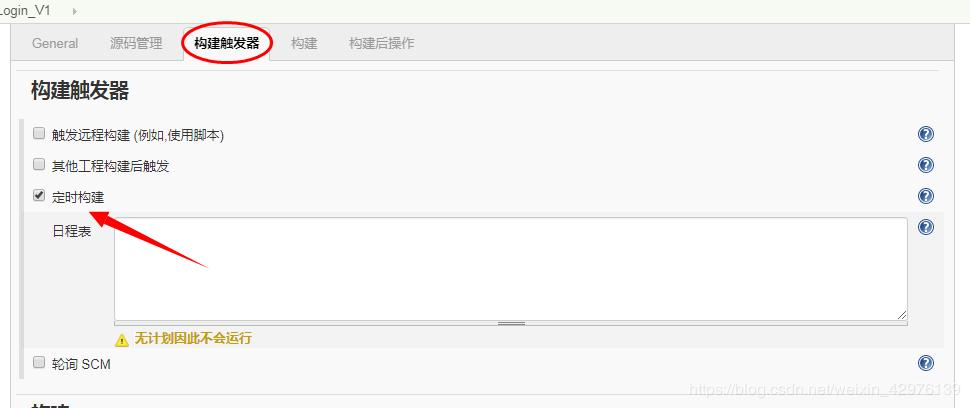 Login_V1
General 源码管理 构建触发器 构建 构建后操作
构建触发器
触发远程构建 (例如,使用脚本)
其他工程构建后触发
定时构建
日程表
无计划因此不会运行
轮询 SCM
https://blog.csdn.net/weixin_42976139